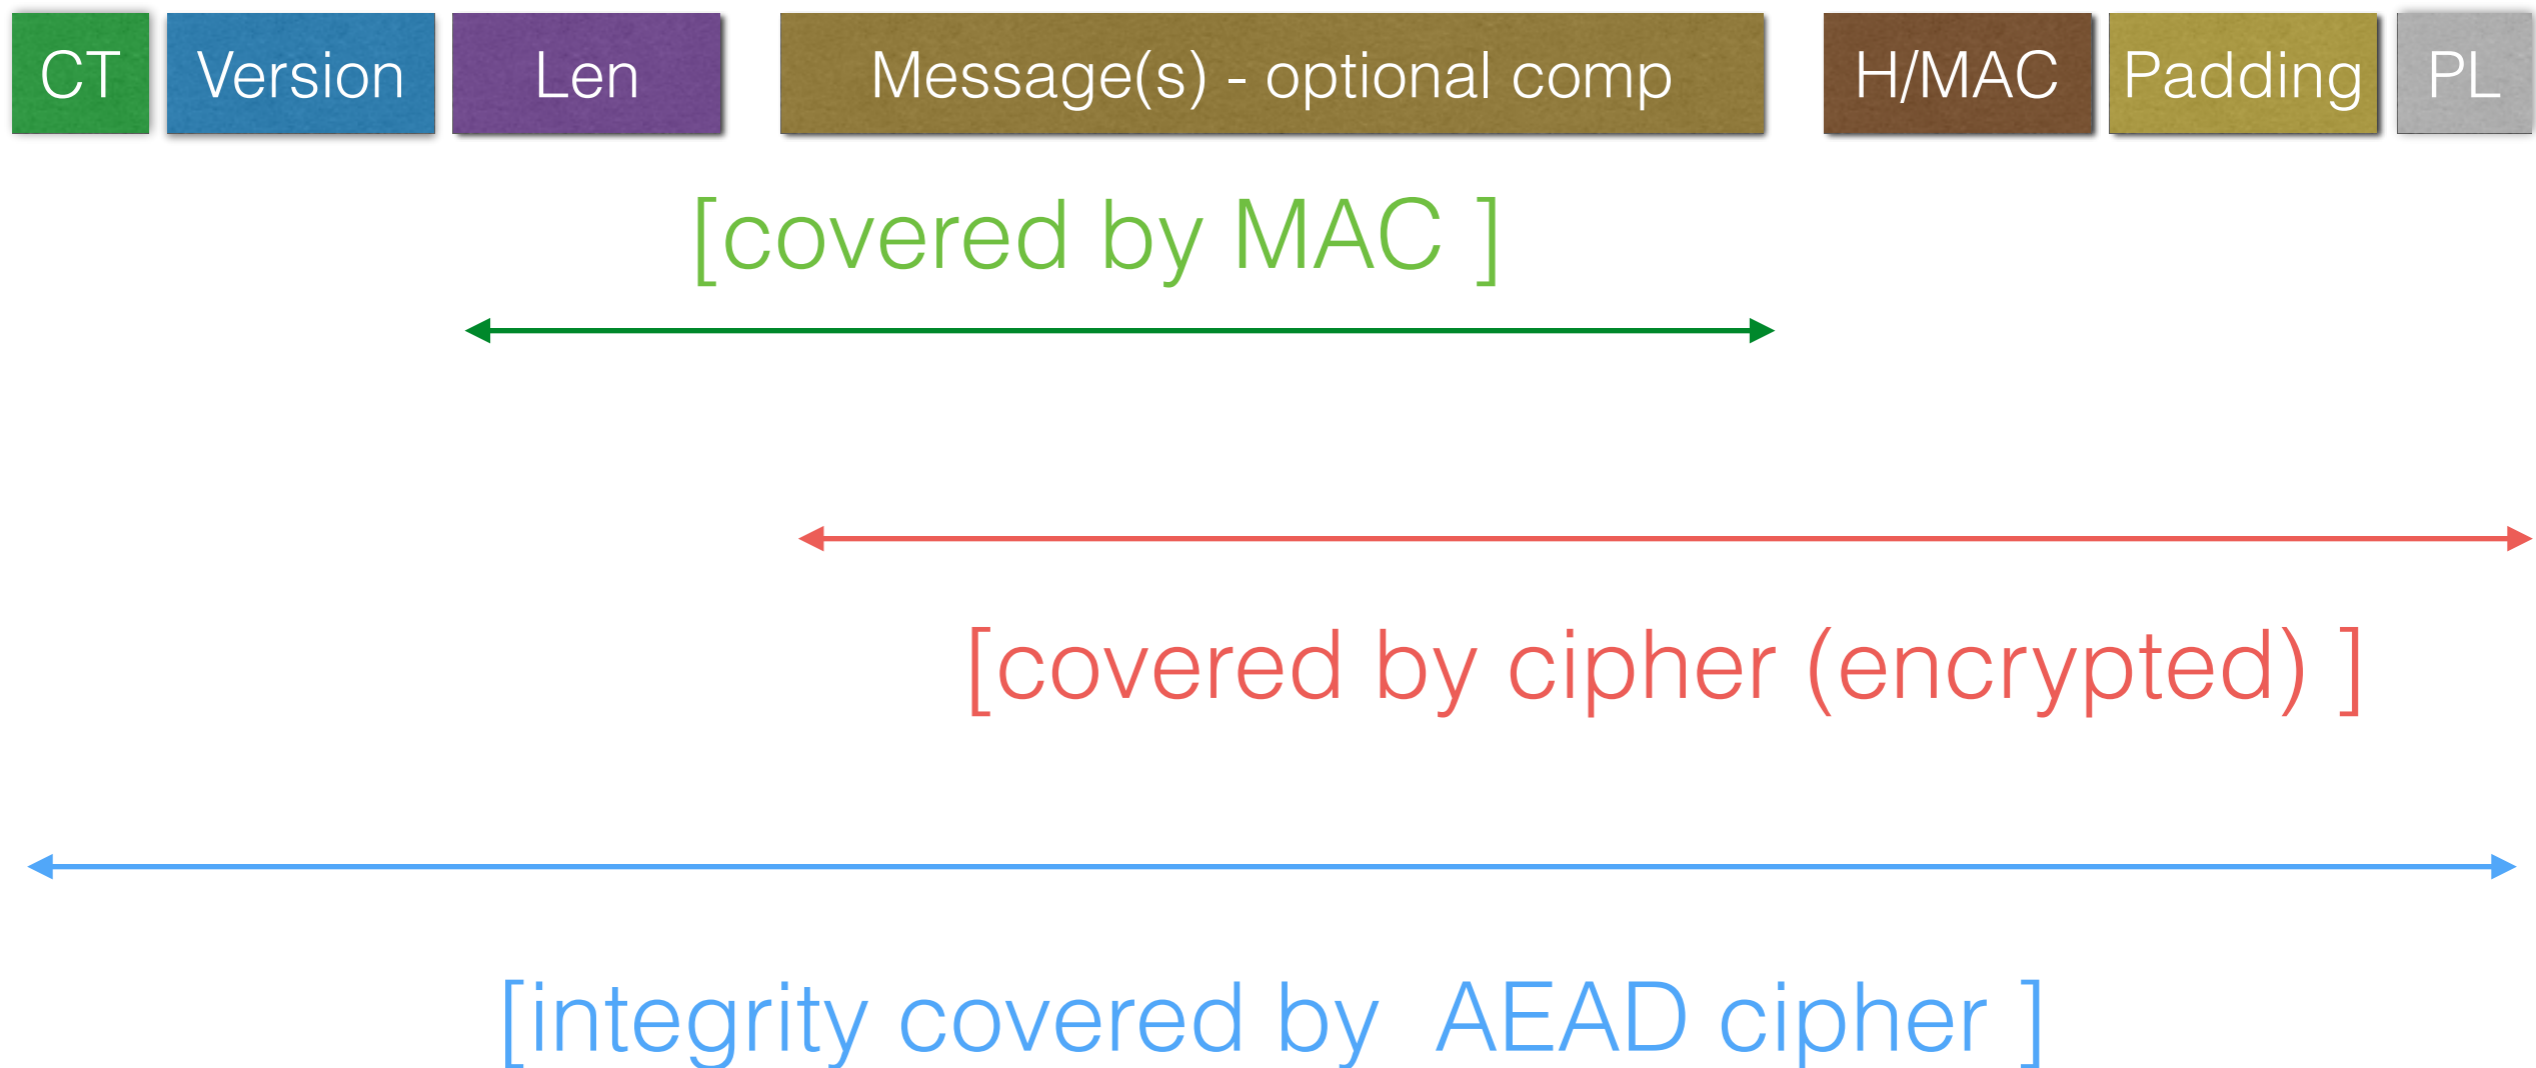 CT Version Len Message(s) - optional comp H/MAC Padding PL
[covered by MAC ]
[covered by cipher (encrypted) ]
[integrity covered by  AEAD cipher ]